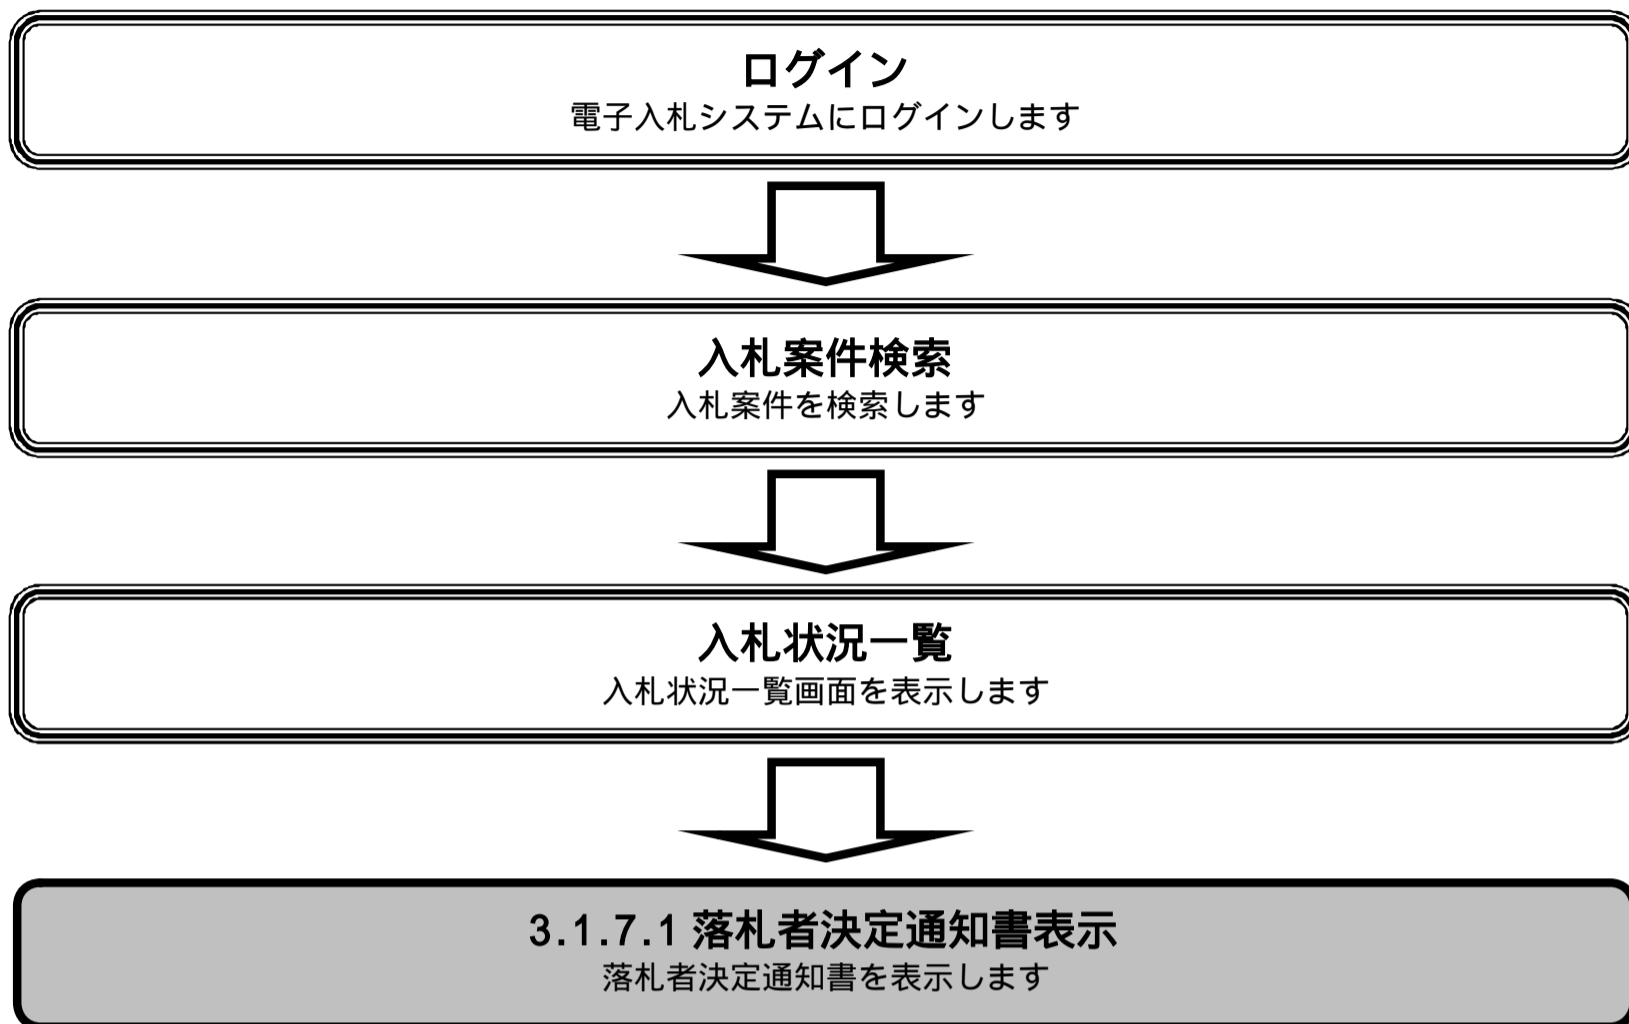 ログイン
電子入札システムにログインします
入札案件検索
入札案件を検索します
入札状況一覧
入札状況一覧画面を表示します
3.1.7.1 落札者決定通知書表示
落札者決定通知書を表示します